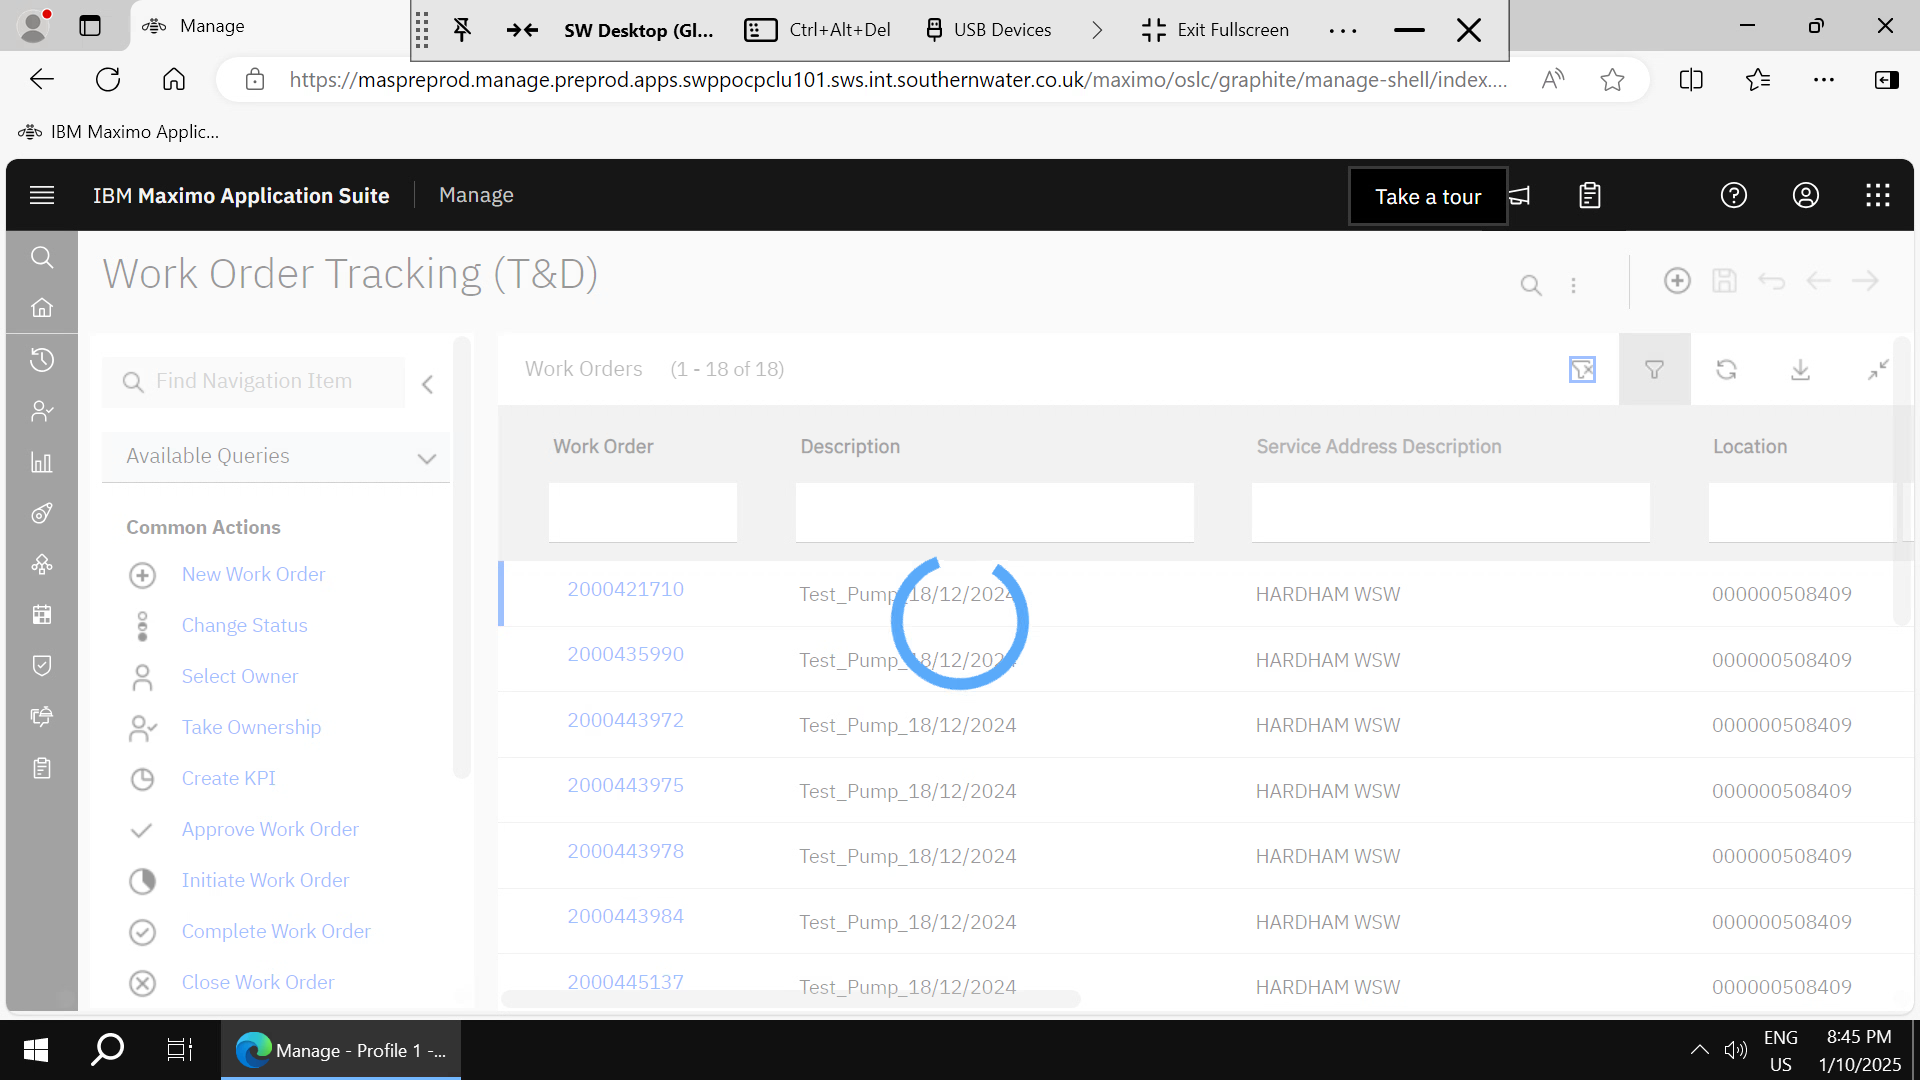 Manage
SW Desktop (Gl...
Ctrl+Alt+Del
USB Devices
Exit Fullscreen
https://maspreprod.manage.preprod.apps.swppocpclu101.sws.int.southernwater.co.uk/maximo/oslc/graphite/manage-shell/index....
IBM Maximo Applic...
IBM Maximo Application Suite
Manage
Take a tour
Work Order Tracking (T&D)
Find Navigation Item
Work Orders (1 - 18 of 18)
Available Queries
Work Order Description Service Address Description Location
Common Actions
New Work Order
Change Status
Select Owner
Take Ownership
Create KPI
Approve Work Order
Initiate Work Order
Complete Work Order
Close Work Order
2000421710 Test_Pump_18/12/2024 HARDHAM WSW 000000508409
2000435990 Test_Pump_18/12/2024 HARDHAM WSW 000000508409
2000443972 Test_Pump_18/12/2024 HARDHAM WSW 000000508409
2000443975 Test_Pump_18/12/2024 HARDHAM WSW 000000508409
2000443978 Test_Pump_18/12/2024 HARDHAM WSW 000000508409
2000443984 Test_Pump_18/12/2024 HARDHAM WSW 000000508409
2000445137 Test_Pump_18/12/2024 HARDHAM WSW 000000508409
Manage - Profile 1 -...
ENG
US
8:45 PM
1/10/2025